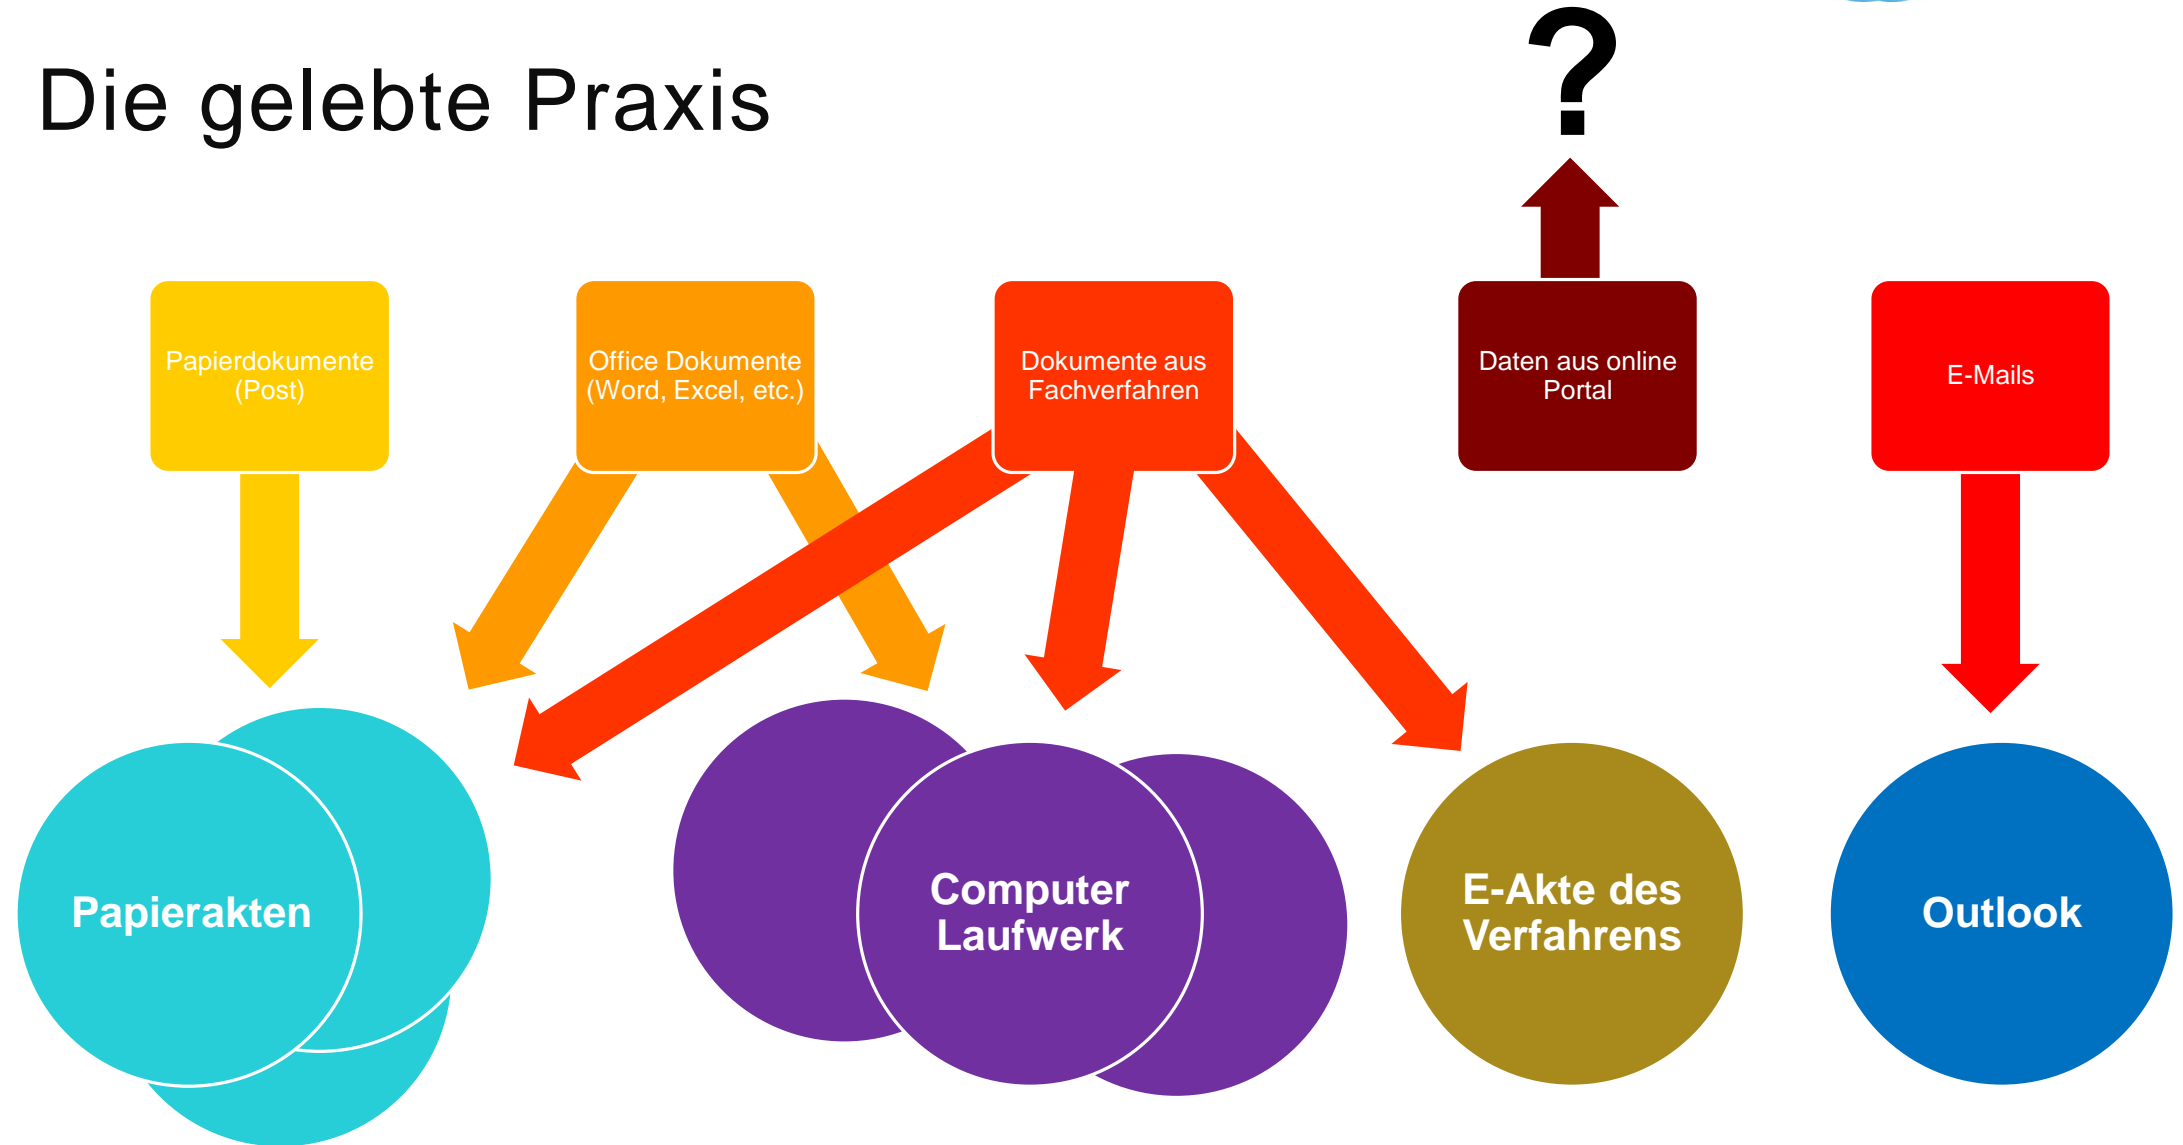 ?
Die gelebte Praxis
Papierdokumente
(Post)
Office Dokumente
(Word, Excel, etc.)
Dokumente aus
Fachverfahren
Daten aus online
Portal
E-Mails
Papierakten
Computer
Laufwerk
E-Akte des
Verfahrens
Outlook